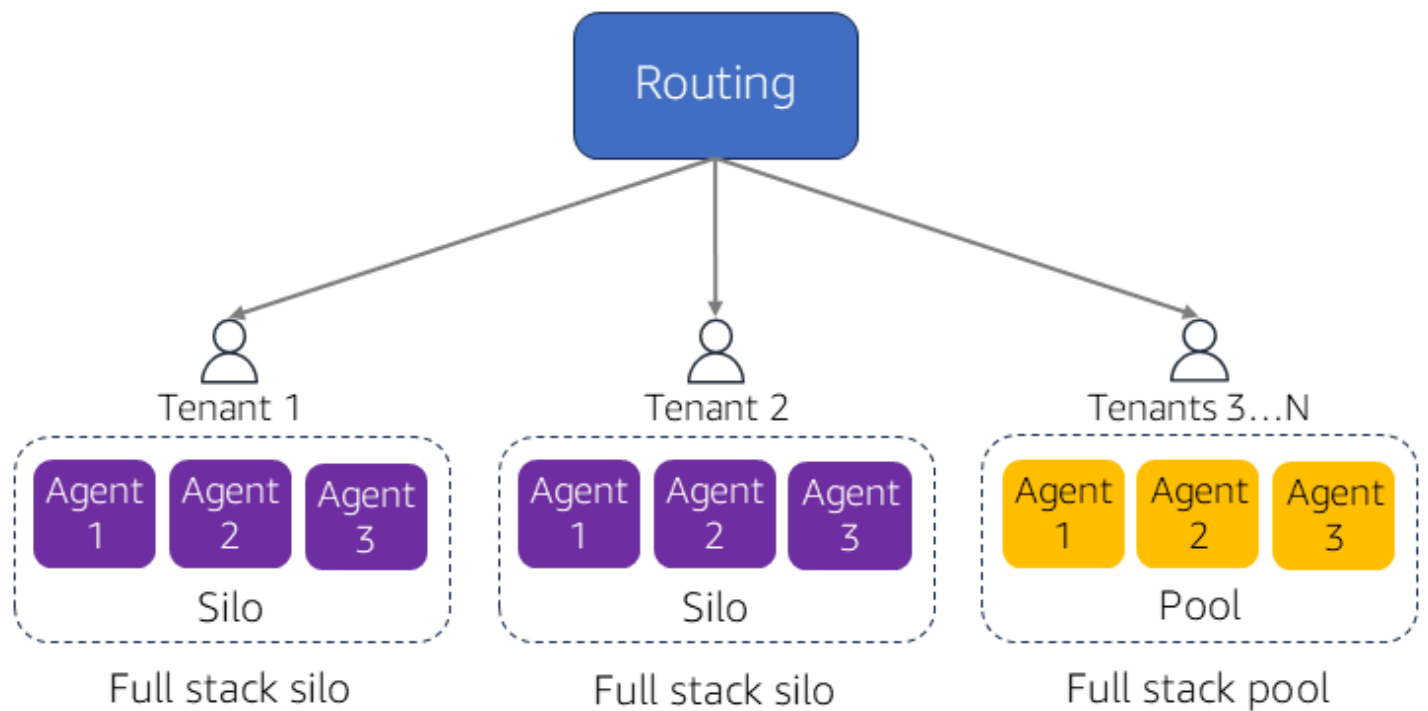 Routing
Tenant 1
Tenant 2
Tenants 3...N
Agent
1
Agent
2
Agent
3
Silo
Agent
1
Agent
2
Agent
3
Silo
Agent
1
Agent
2
Agent
3
Pool
Full stack silo
Full stack silo
Full stack pool